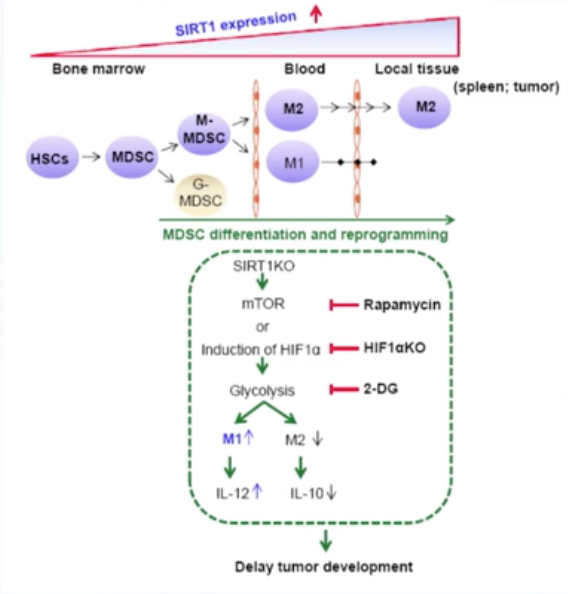 SIRT1 expression ↑
Bone marrow
Blood
Local tissue
(spleen; tumor)
HSCs
MDSC
M-
MDSC
G-
MDSC
M2
M1
M2
MDSC differentiation and reprogramming
SIRT1KO
mTOR
Rapamycin
or
Induction of HIF1α
HIF1αKO
Glycolysis
2-DG
M1↑ M2 ↓
IL-12↑ IL-10↓
Delay tumor development